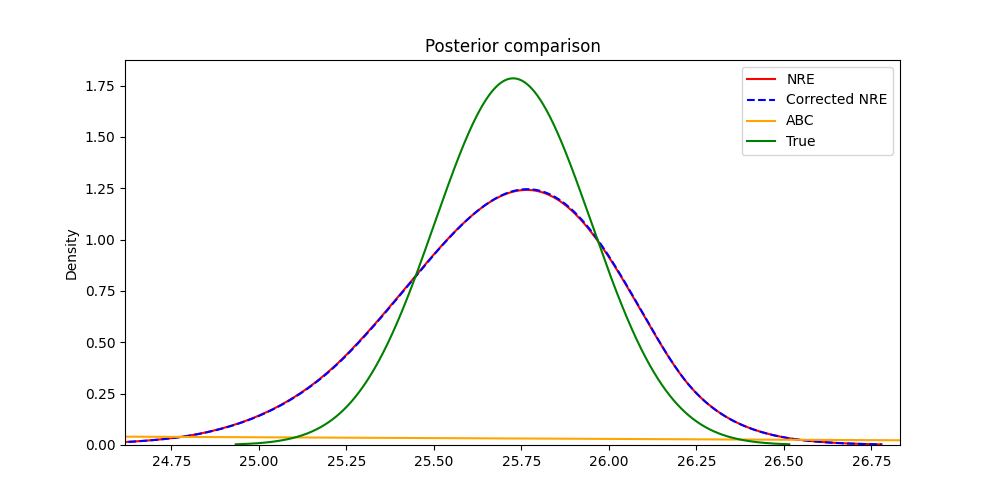 Posterior comparison
NRE
Corrected NRE
ABC
True
Density
1.75
1.50
1.25
1.00
0.75
0.50
0.25
0.00
24.75 25.00 25.25 25.50 25.75 26.00 26.25 26.50 26.75